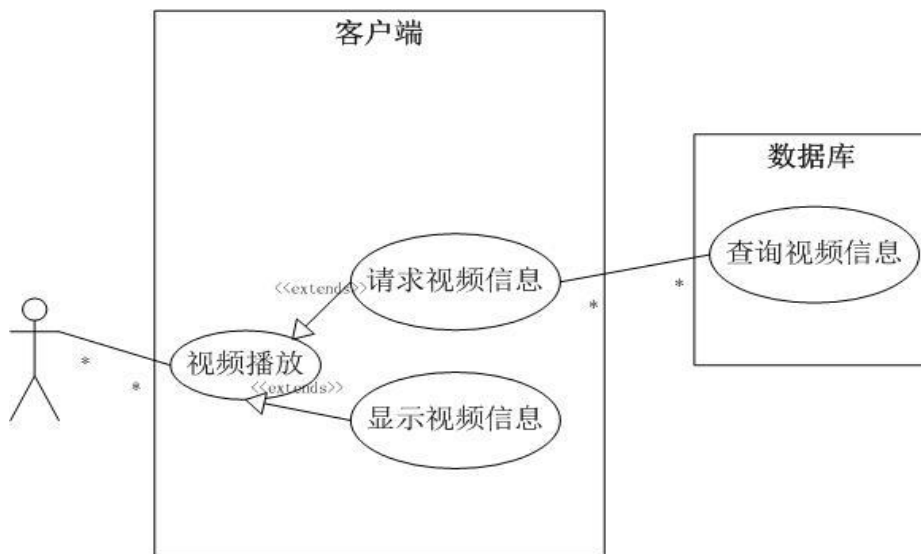 客户端
数据库
查询视频信息
请求视频信息
<<extends>>
*
*
视频播放
*
*
<<extends>>
显示视频信息